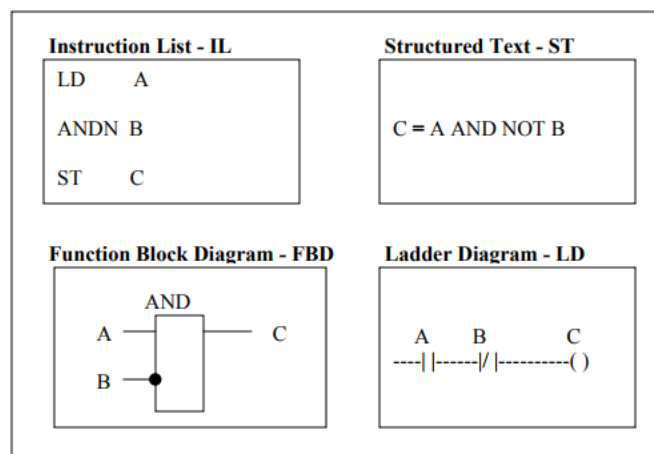 Instruction List - IL
LD A
ANDN B
ST C
Structured Text - ST
C = A AND NOT B
Function Block Diagram - FBD
AND
A C
B
Ladder Diagram - LD
A B C
----| |------|/ |----------( )